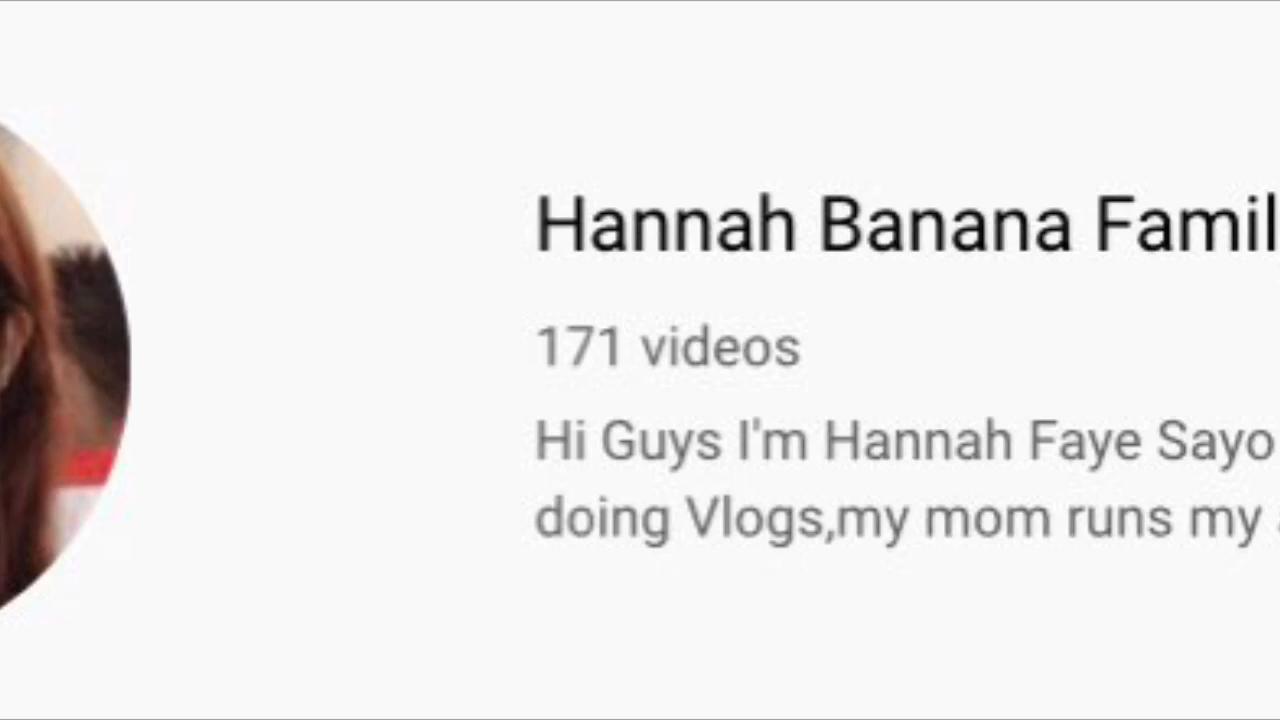 Hannah Banana Famil
171 videos
Hi Guys I'm Hannah Faye Sayo
doing Vlogs,my mom runs my